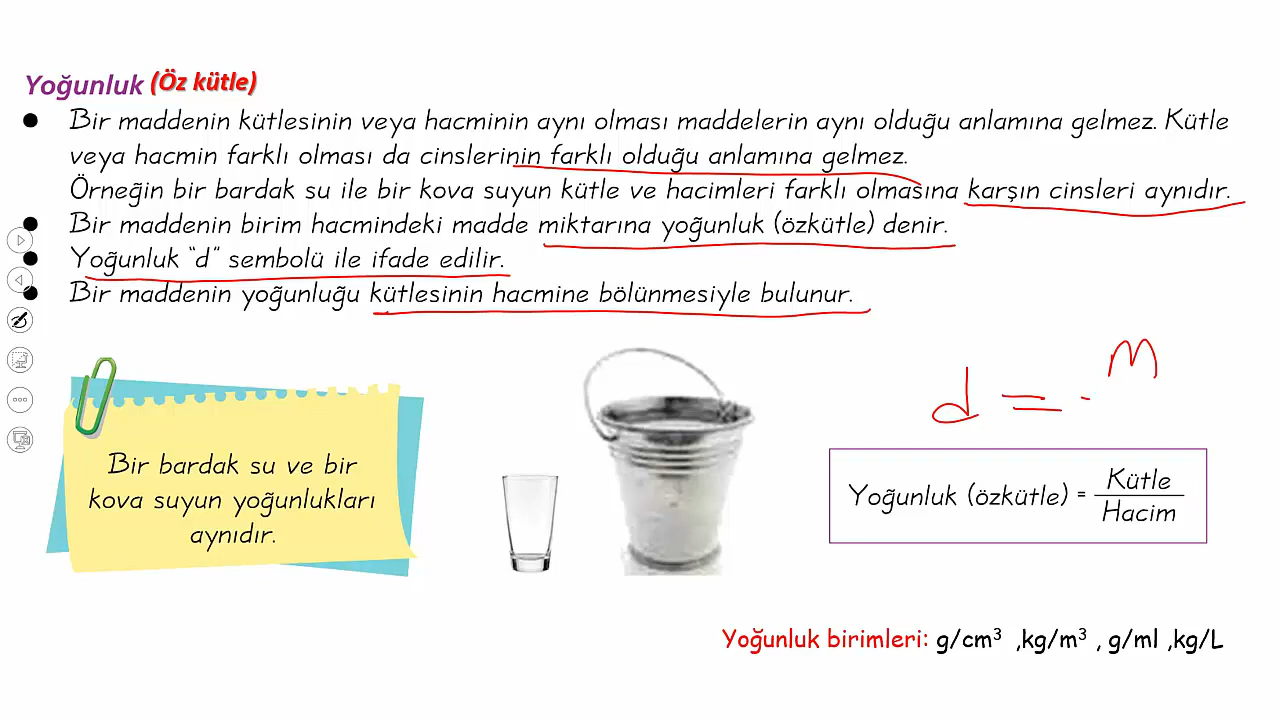 Yoğunluk (Öz kütle)
● Bir maddenin kütlesinin veya hacminin aynı olması maddelerin aynı olduğu anlamına gelmez. Kütle
veya hacmin farklı olması da cinslerinin farklı olduğu anlamına gelmez.
Örneğin bir bardak su ile bir kova suyun kütle ve hacimleri farklı olmasına karşın cinsleri aynıdır.
● Bir maddenin birim hacmindeki madde miktarına yoğunluk (özkütle) denir.
● Yoğunluk “d” sembolü ile ifade edilir.
● Bir maddenin yoğunluğu kütlesinin hacmine bölünmesiyle bulunur.
Bir bardak su ve bir
kova suyun yoğunlukları
aynıdır.
m
d = -
Yoğunluk (özkütle) = Kütle
Hacim
Yoğunluk birimleri: g/cm³ ,kg/m³ , g/ml ,kg/L